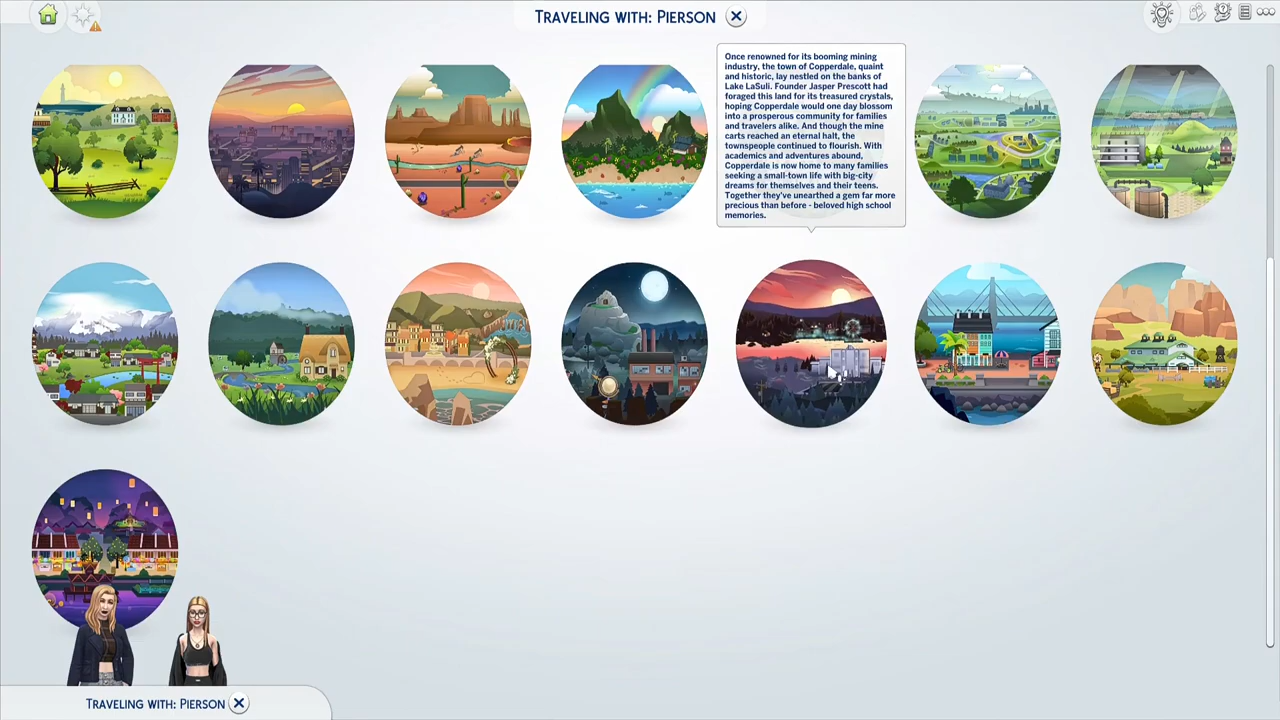 Traveling with: Pierson
Once renowned for its booming mining
industry, the town of Copperdale, quaint
and historic, lay nestled on the banks of
Lake LaSuli. Founder Jasper Prescott had
foraged this land for its treasured crystals,
hoping Copperdale would one day blossom
into a prosperous community for families
and travelers alike. And though the mine
carts reached an eternal halt, the
townspeople continued to flourish. With
academics and adventures abound,
Copperdale is now home to many families
seeking a small-town life with big-city
dreams for themselves and their teens.
Together they've unearthed a gem far more
precious than before - beloved high school
memories.
Traveling with: Pierson